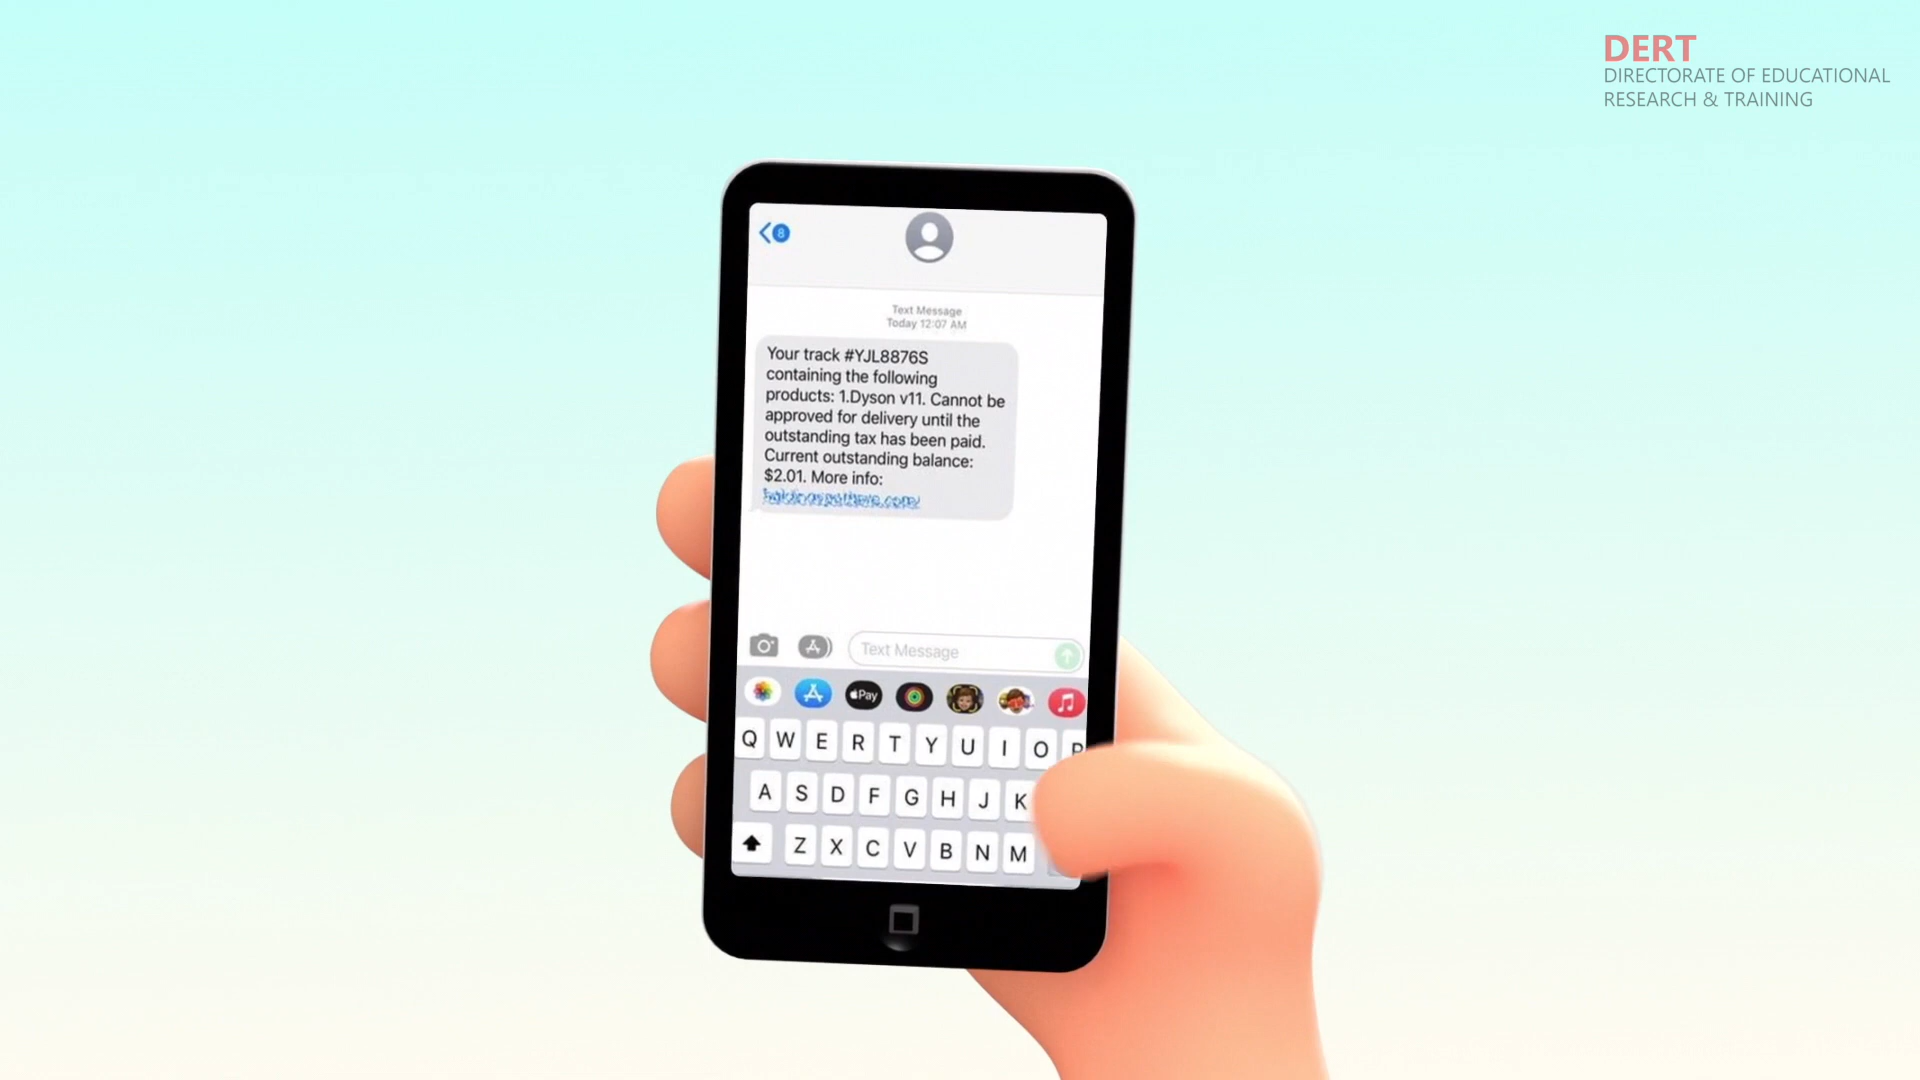 DERT
DIRECTORATE OF EDUCATIONAL
RESEARCH & TRAINING
8
Text Message
Today 12:07 AM
Your track #YJL8876S
containing the following
products: 1.Dyson v11. Cannot be
approved for delivery until the
outstanding tax has been paid.
Current outstanding balance:
$2.01. More info:
Text Message
Pay
Q W E R T Y U I O P
A S D F G H J K
Z X C V B N M